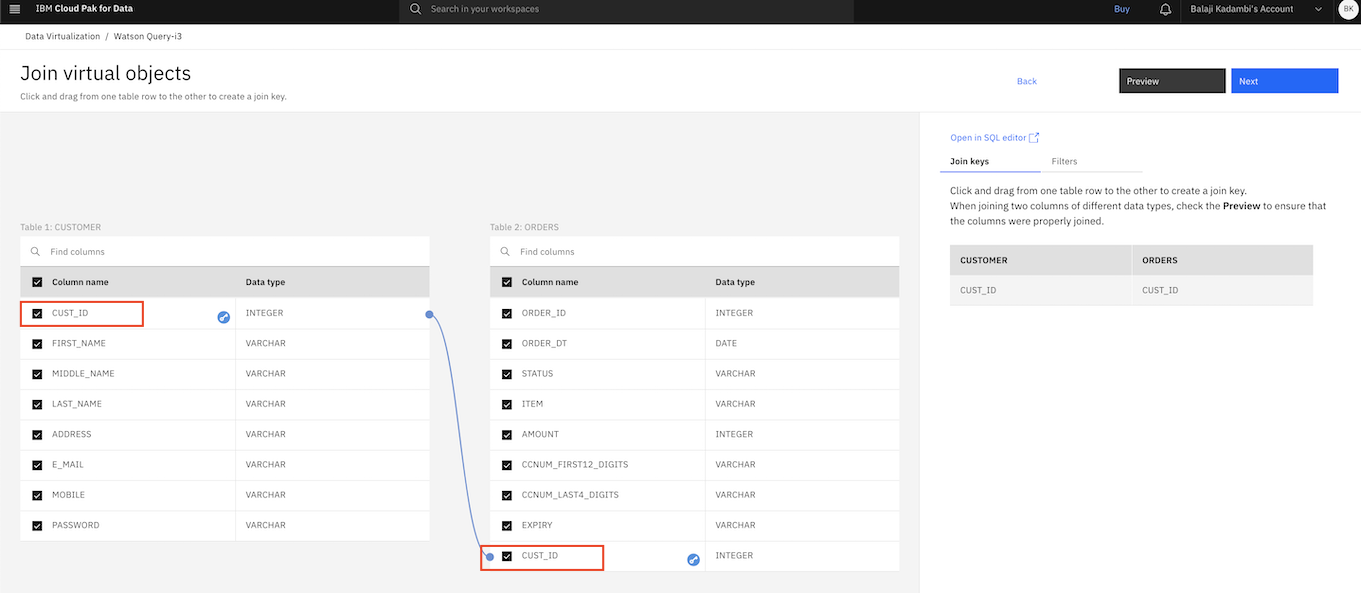 IBM Cloud Pak for Data
Search in your workspaces
Buy
Balaji Kadambi's Account
BK
Data Virtualization / Watson Query-i3
Join virtual objects
Click and drag from one table row to the other to create a join key.
Back
Preview
Next
Open in SQL editor
Join keys
Filters
Click and drag from one table row to the other to create a join key.
When joining two columns of different data types, check the Preview to ensure that
the columns were properly joined.
CUSTOMER ORDERS
CUST_ID CUST_ID
Table 1: CUSTOMER
Find columns
Column name Data type
CUST_ID INTEGER
FIRST_NAME VARCHAR
MIDDLE_NAME VARCHAR
LAST_NAME VARCHAR
ADDRESS VARCHAR
E_MAIL VARCHAR
MOBILE VARCHAR
PASSWORD VARCHAR
Table 2: ORDERS
Find columns
Column name Data type
ORDER_ID INTEGER
ORDER_DT DATE
STATUS VARCHAR
ITEM VARCHAR
AMOUNT INTEGER
CCNUM_FIRST12_DIGITS VARCHAR
CCNUM_LAST4_DIGITS VARCHAR
EXPIRY VARCHAR
CUST_ID INTEGER